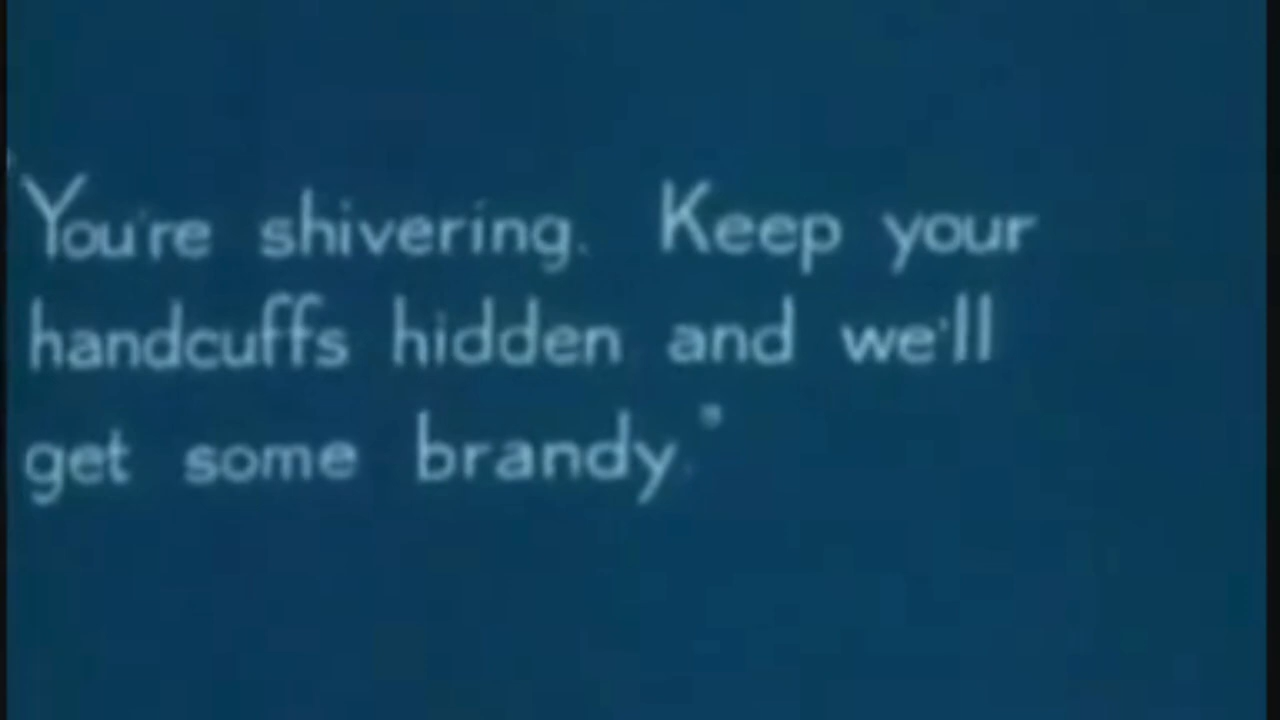 "You're shivering. Keep your
handcuffs hidden and we'll
get some brandy."